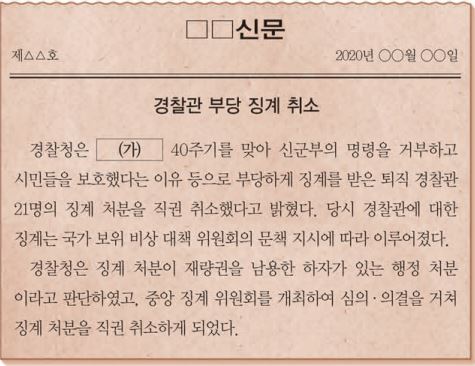 □□신문
제△△호 2020년 ○○월 ○○일
경찰관 부당 징계 취소
경찰청은 (가) 40주기를 맞아 신군부의 명령을 거부하고
시민들을 보호했다는 이유 등으로 부당하게 징계를 받은 퇴직 경찰관
21명의 징계 처분을 직권 취소했다고 밝혔다. 당시 경찰관에 대한
징계는 국가 보위 비상 대책 위원회의 문책 지시에 따라 이루어졌다.
경찰청은 징계 처분이 재량권을 남용한 하자가 있는 행정 처분
이라고 판단하였고, 중앙 징계 위원회를 개최하여 심의·의결을 거쳐
징계 처분을 직권 취소하게 되었다.